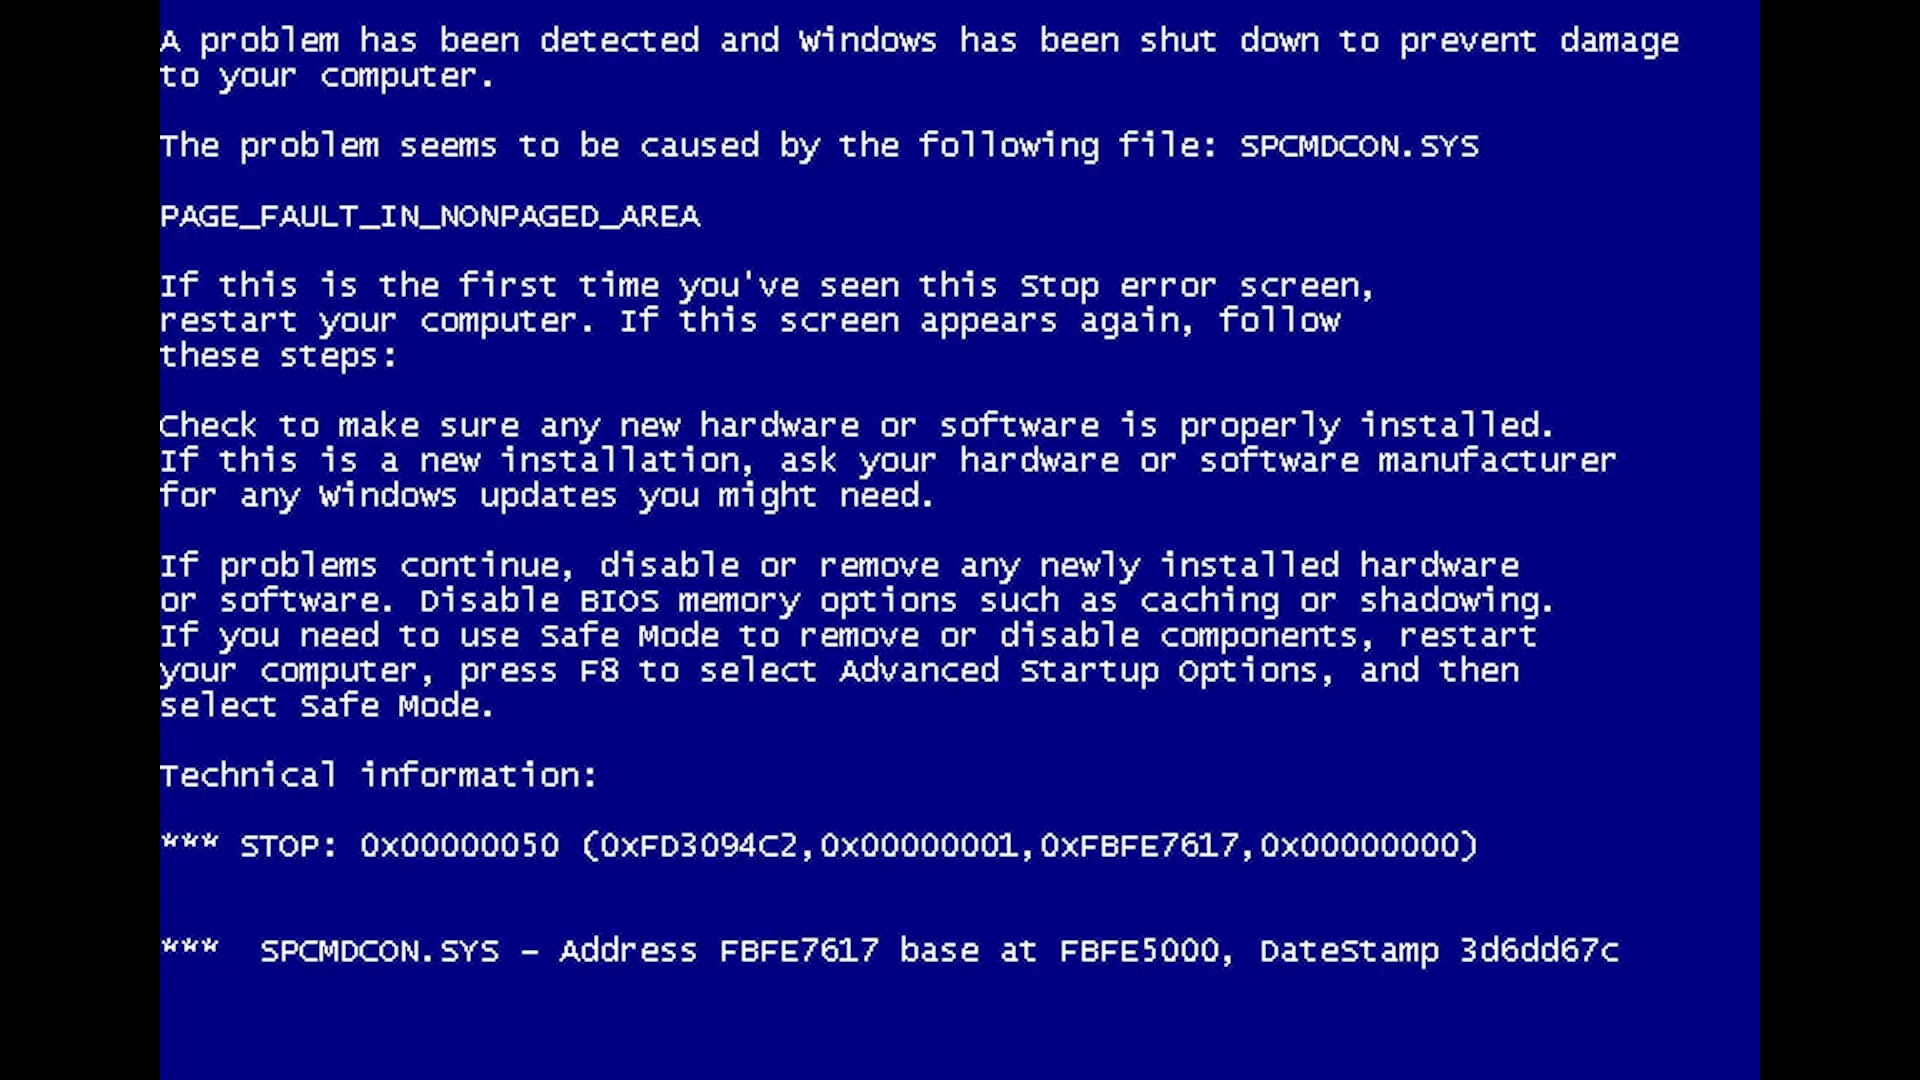 A problem has been detected and Windows has been shut down to prevent damage
to your computer.
The problem seems to be caused by the following file: SPCMDCON.SYS
PAGE_FAULT_IN_NONPAGED_AREA
If this is the first time you've seen this Stop error screen,
restart your computer. If this screen appears again, follow
these steps:
Check to make sure any new hardware or software is properly installed.
If this is a new installation, ask your hardware or software manufacturer
for any Windows updates you might need.
If problems continue, disable or remove any newly installed hardware
or software. Disable BIOS memory options such as caching or shadowing.
If you need to use Safe Mode to remove or disable components, restart
your computer, press F8 to select Advanced Startup Options, and then
select Safe Mode.
Technical information:
*** STOP: 0x00000050 (0xFD3094C2,0x00000001,0xFBFE7617,0x00000000)
***  SPCMDCON.SYS - Address FBFE7617 base at FBFE5000, DateStamp 3d6dd67c